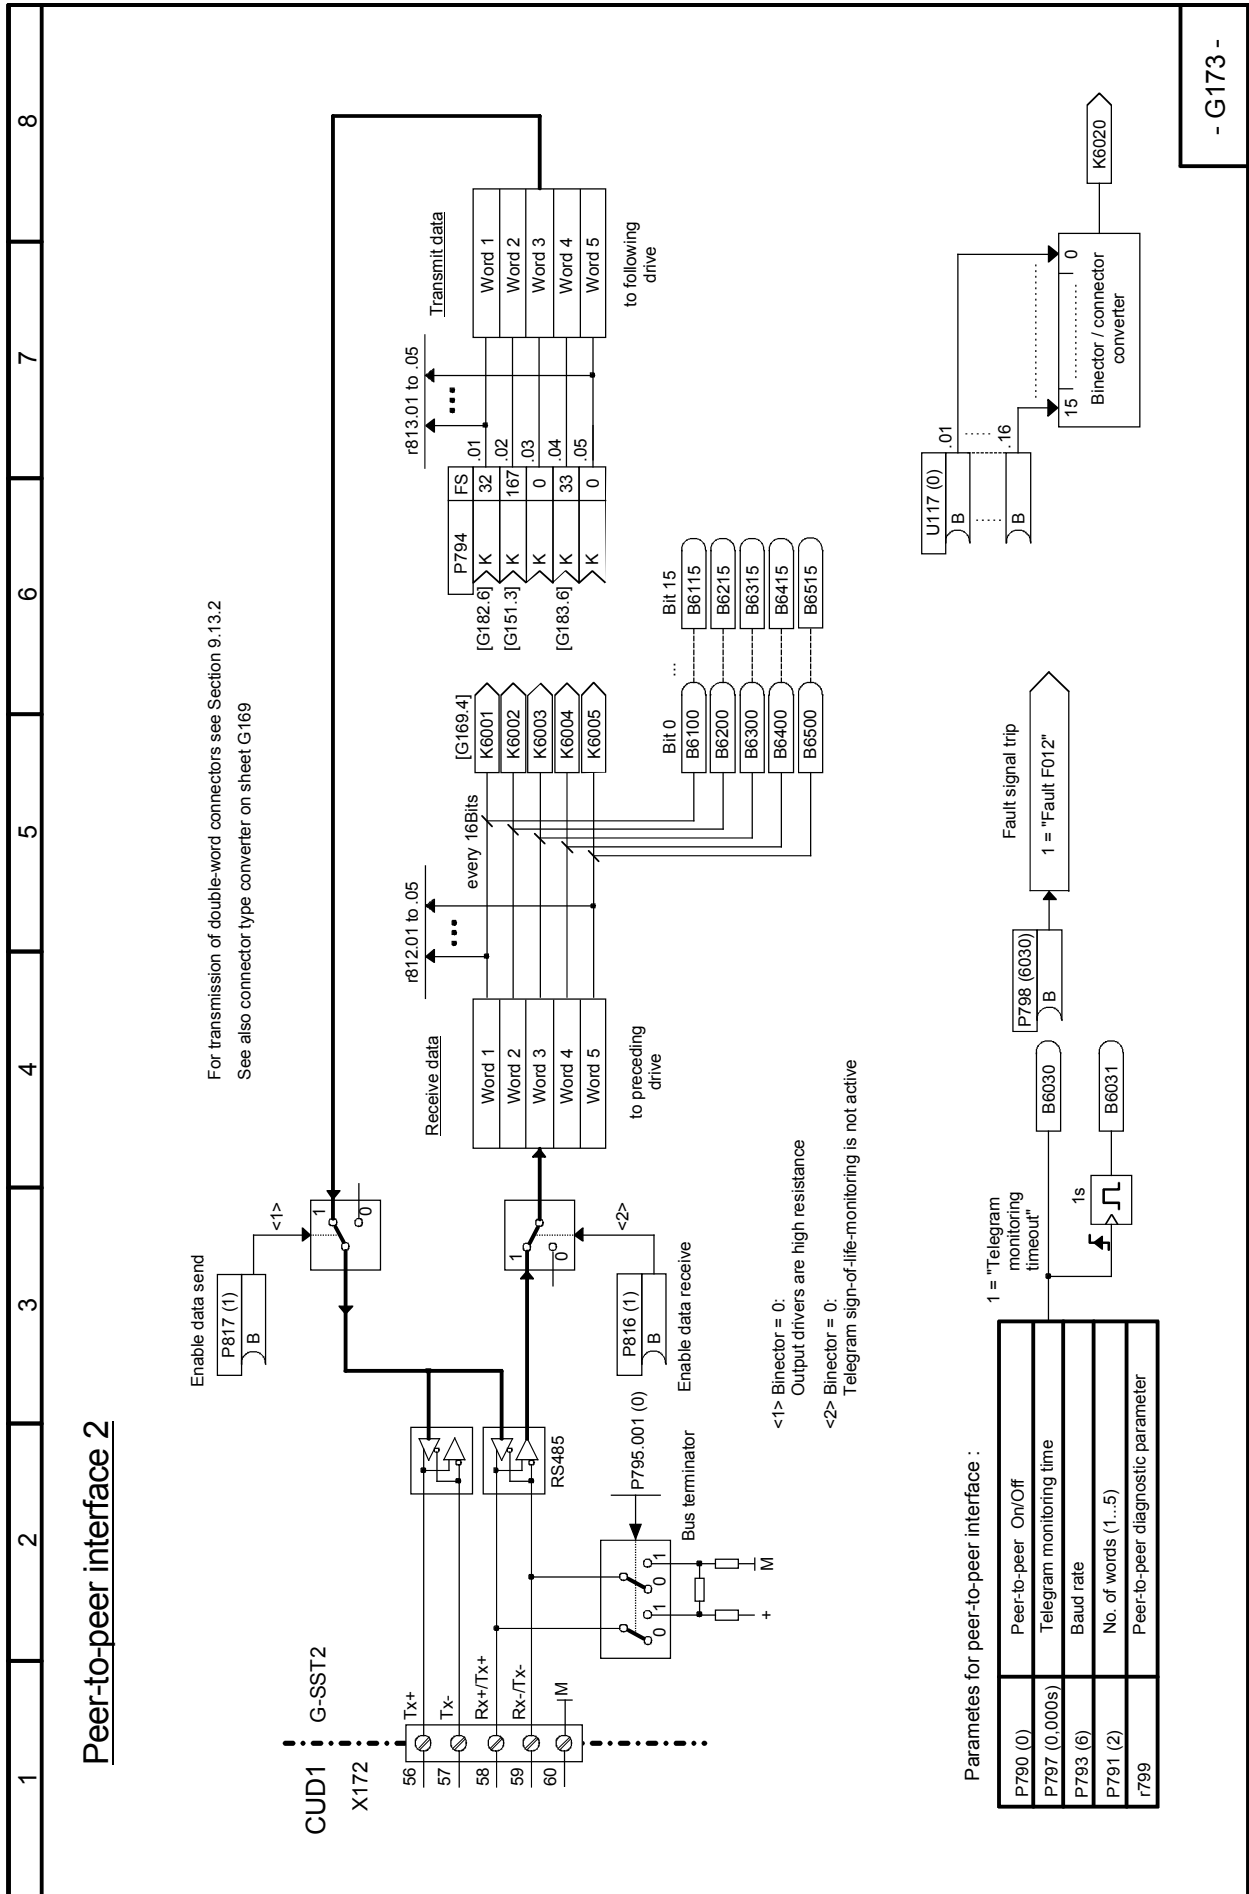 1 2 3 4 5 6 7 8
Peer-to-peer interface 2
For transmission of double-word connectors see Section 9.13.2
See also connector type converter on sheet G169
CUD1
X172
G-SST2
56
Tx+
57
Tx-
58
Rx+/Tx+
59
Rx-/Tx-
60
M
RS485
Enable data send
P817 (1)
B
<1>
1
0
P816 (1)
B
Enable data receive
<2>
1
0
P795.001 (0)
Bus terminator
0 1 0 1
+
M
<1> Binector = 0:
Output drivers are high resistance
<2> Binector = 0:
Telegram sign-of-life-monitoring is not active
Receive data
Word 1
Word 2
Word 3
Word 4
Word 5
to preceding
drive
r812.01 to .05
every 16Bits
[G169.4]
K6001
K6002
K6003
K6004
K6005
Bit 0 ... Bit 15
B6100 B6115
B6200 B6215
B6300 B6315
B6400 B6415
B6500 B6515
P794 FS
[G182.6] K 32 .01
[G151.3] K 167 .02
K 0 .03
[G183.6] K 33 .04
K 0 .05
r813.01 to .05
Transmit data
Word 1
Word 2
Word 3
Word 4
Word 5
to following
drive
Parametes for peer-to-peer interface :
P790 (0) Peer-to-peer On/Off
P797 (0,000s) Telegram monitoring time
P793 (6) Baud rate
P791 (2) No. of words (1...5)
r799 Peer-to-peer diagnostic parameter
1 = "Telegram
monitoring
timeout"
1s
B6030
B6031
P798 (6030)
B
Fault signal trip
1 = "Fault F012"
U117 (0)
B .01
B .16
15 0
Binector / connector
converter
K6020
- G173 -